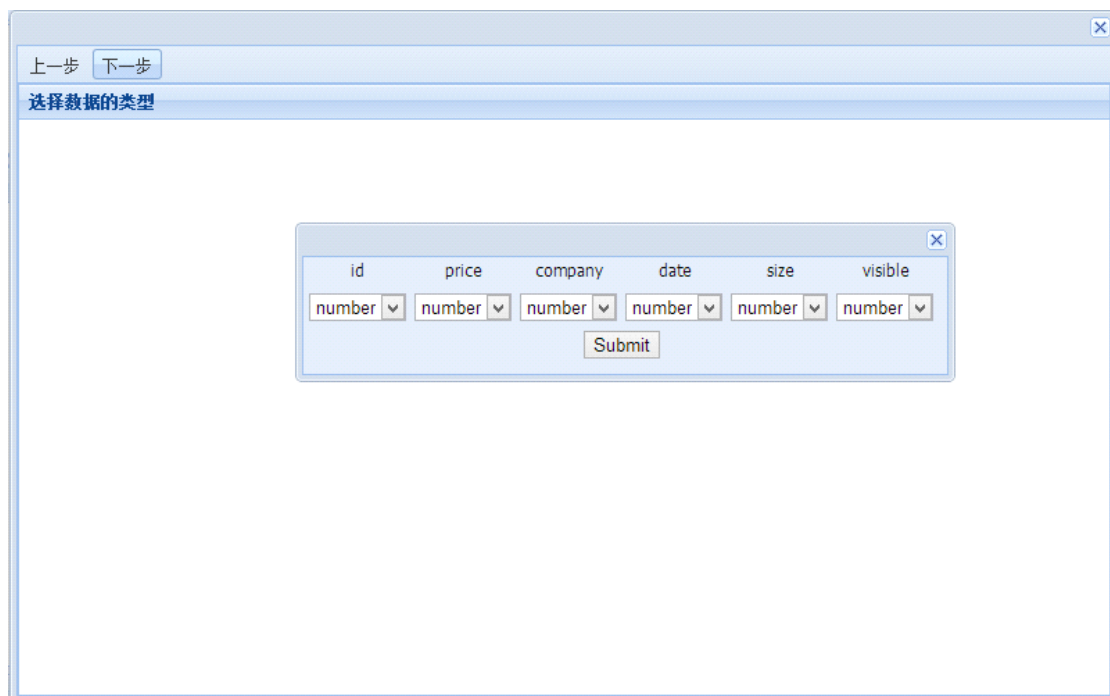 上一步 下一步
选择数据的类型
id price company date size visible
number number number number number number
Submit